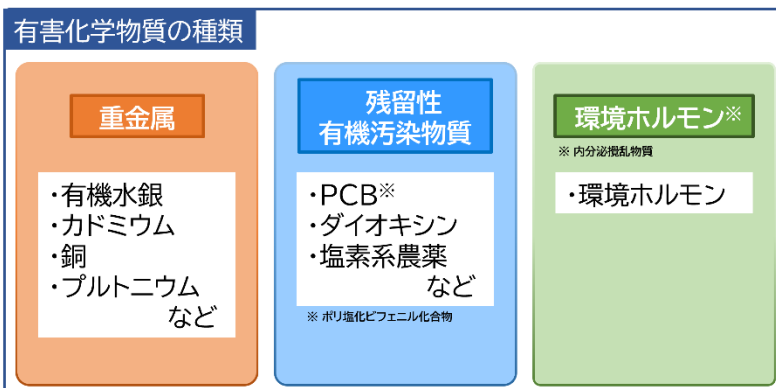 有害化学物質の種類
重金属
・有機水銀
・カドミウム
・銅
・プルトニウム
など
残留性
有機汚染物質
・PCB※
・ダイオキシン
・塩素系農薬
など
※ ポリ塩化ビフェニル化合物
環境ホルモン※
※ 内分泌攪乱物質
・環境ホルモン